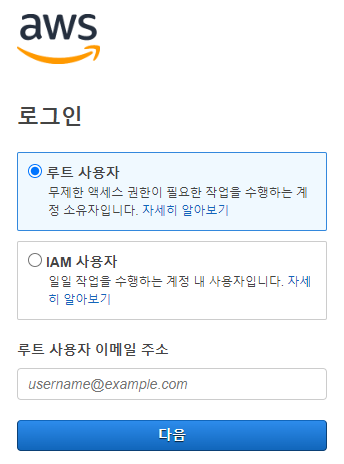 aws
로그인
루트 사용자
무제한 액세스 권한이 필요한 작업을 수행하는 계
정 소유자입니다. 자세히 알아보기
IAM 사용자
일일 작업을 수행하는 계정 내 사용자입니다. 자세
히 알아보기
루트 사용자 이메일 주소
username@example.com
다음